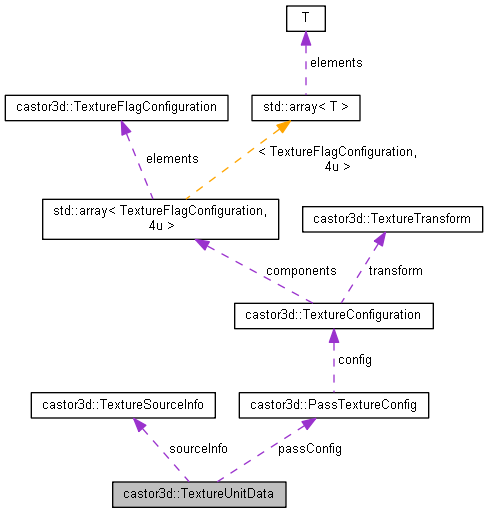 T
elements
castor3d::TextureFlagConfiguration
std::array< T >
elements
< TextureFlagConfiguration,
4u >
std::array< TextureFlagConfiguration,
4u >
castor3d::TextureTransform
components
transform
castor3d::TextureConfiguration
config
castor3d::TextureSourceInfo
castor3d::PassTextureConfig
sourceInfo
passConfig
castor3d::TextureUnitData